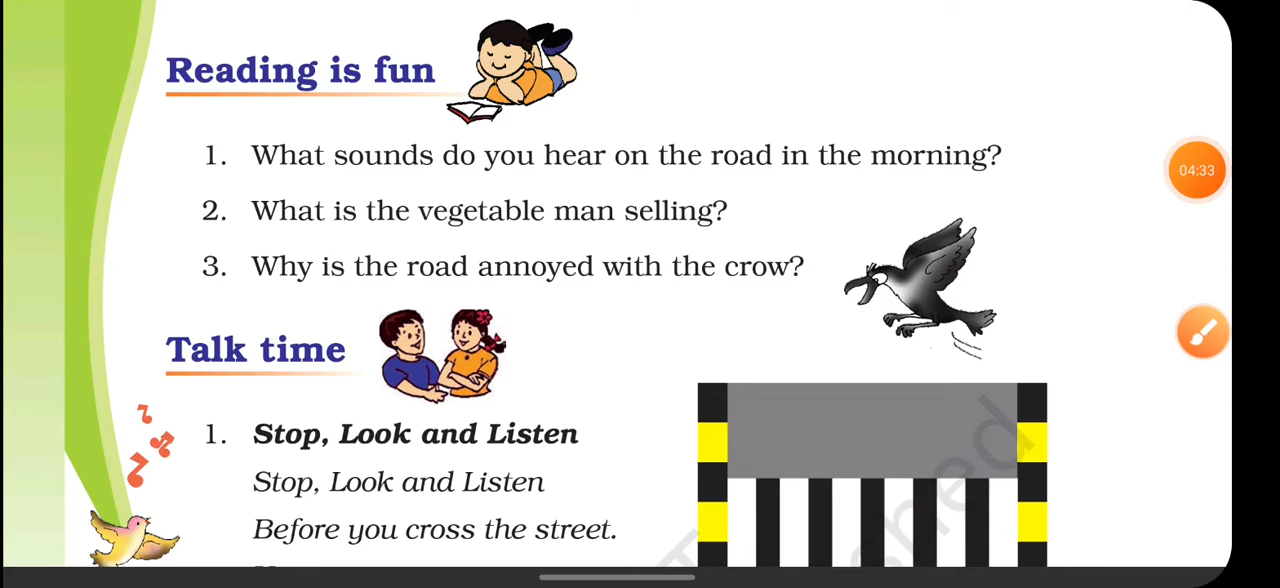 Reading is fun
1. What sounds do you hear on the road in the morning?
04:33
2. What is the vegetable man selling?
3. Why is the road annoyed with the crow?
Talk time
1. Stop, Look and Listen
Stop, Look and Listen
Before you cross the street.